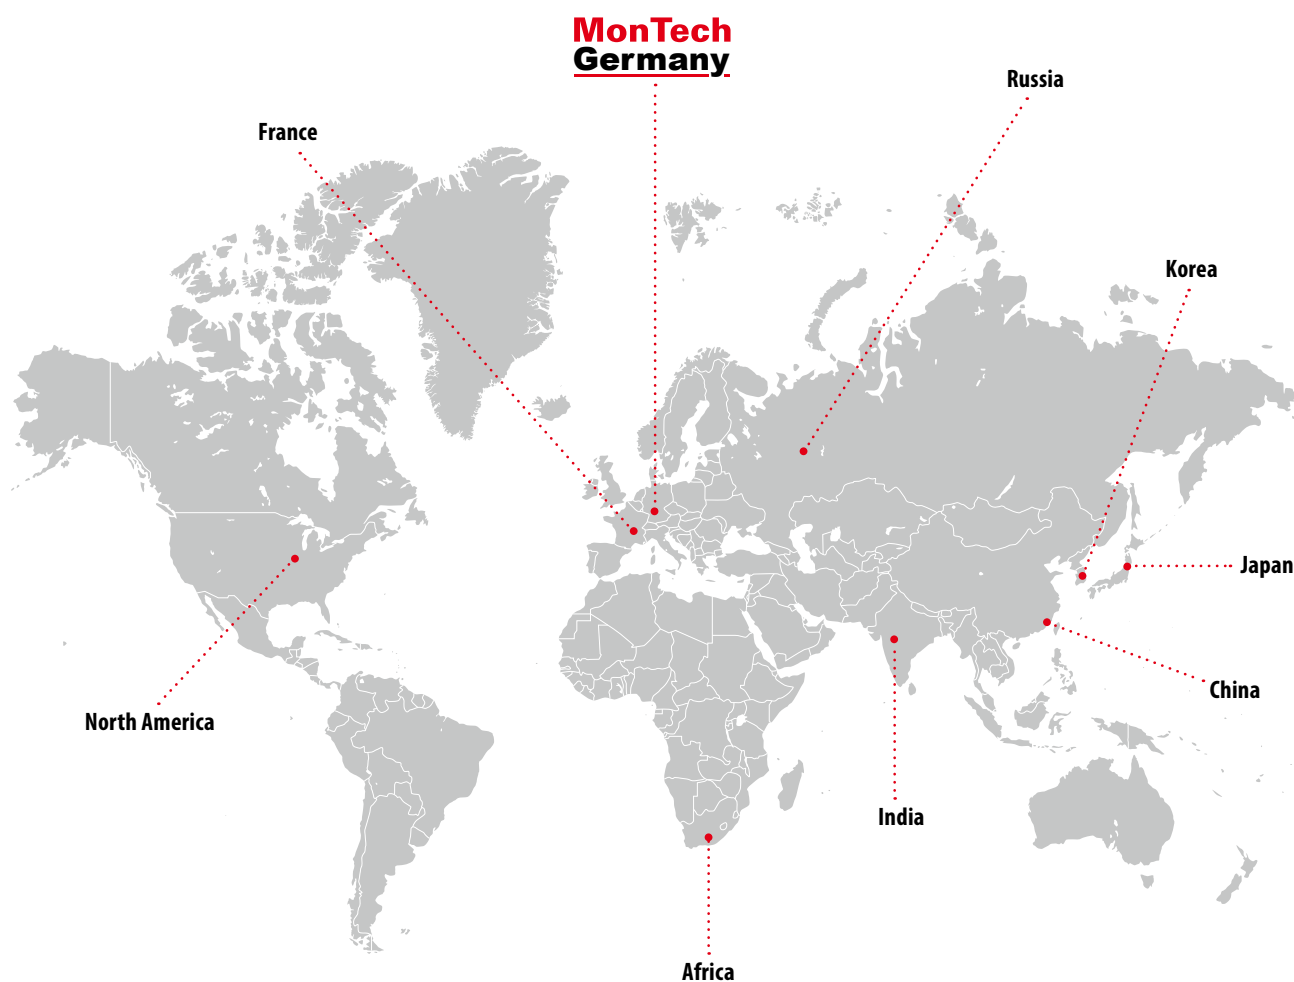 MonTech
Germany
Russia
France
Korea
Japan
China
North America
India
Africa